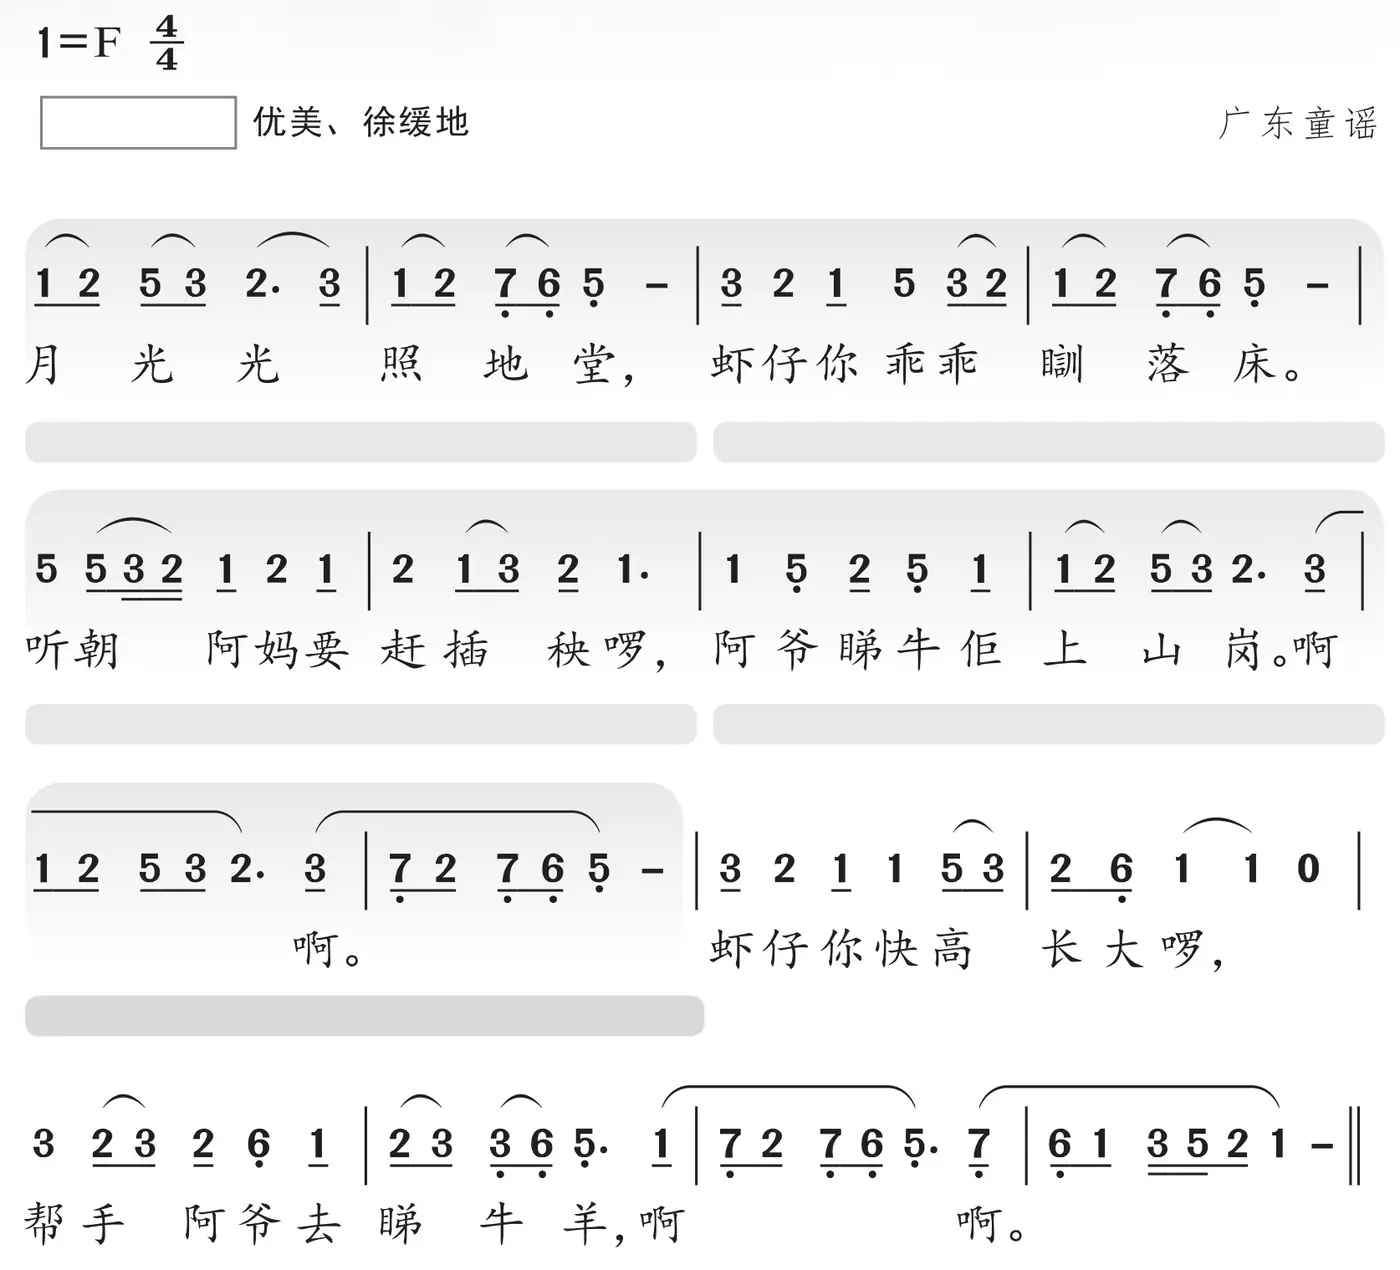 1=F 4/4
优美、徐缓地 广东童谣
1 2 5 3 2. 3 | 1 2 7̣ 6̣ 5̣ - | 3 2 1 5 3 2 | 1 2 7̣ 6̣ 5̣ - |
月 光 光 照 地 堂， 虾仔你 乖乖 瞓 落 床。
5 5 3 2 1 2 1 | 2 1 3 2 1. | 1 5̣ 2 5̣ 1 | 1 2 5 3 2. 3 |
听朝 阿妈要 赶插 秧啰， 阿爷睇牛佢 上 山 岗。啊
1 2 5 3 2. 3 | 7̣ 2 7̣ 6̣ 5̣ - | 3 2 1 1 5 3 | 2 6̣ 1 1 0 |
啊。 虾仔你快高 长大啰，
3 2 3 2 6̣ 1 | 2 3 3̣ 6̣ 5̣. 1 | 7̣ 2 7̣ 6̣ 5̣. 7̣ | 6̣ 1 3 5 2 1 - ‖
帮手 阿爷去 睇 牛 羊，啊 啊。